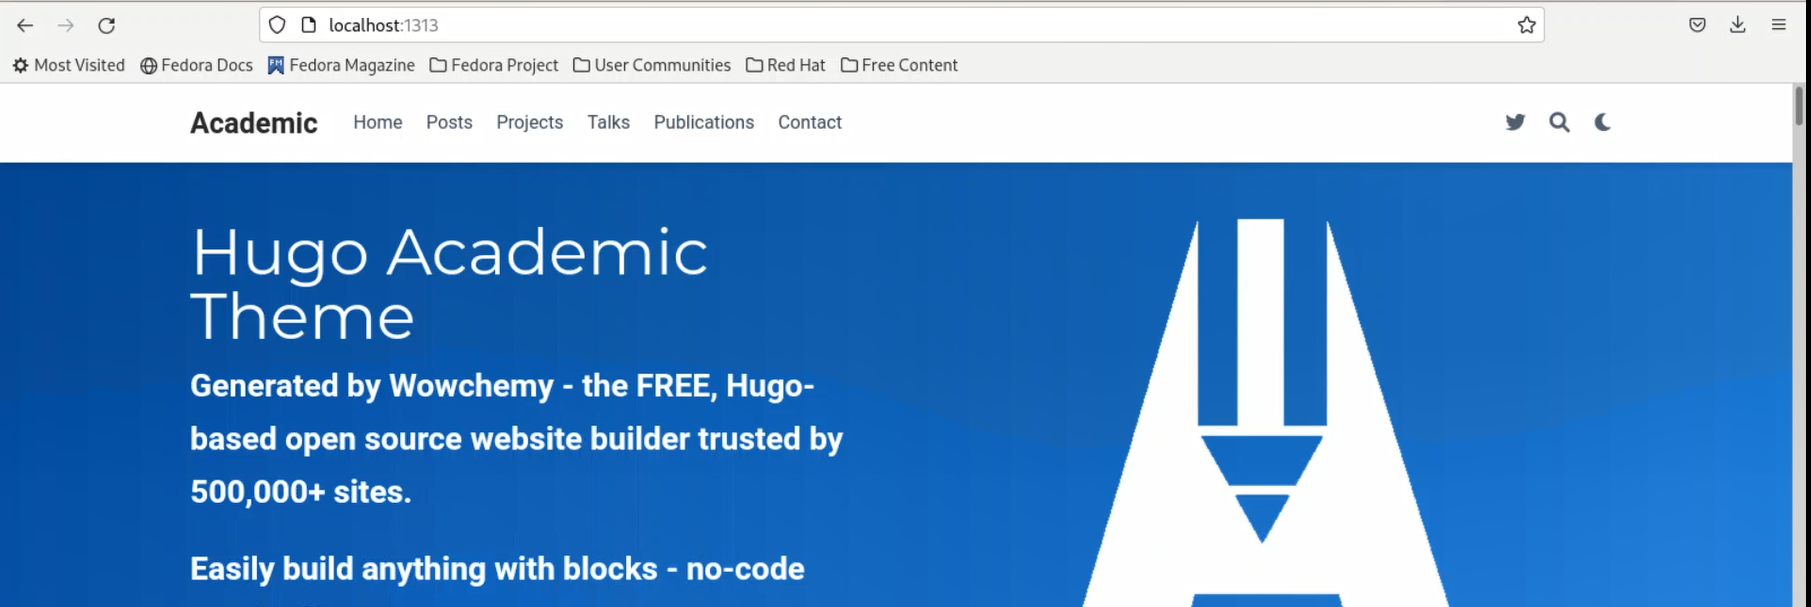 localhost:1313
Most Visited Fedora Docs Fedora Magazine Fedora Project User Communities Red Hat Free Content
Academic Home Posts Projects Talks Publications Contact
Hugo Academic
Theme
Generated by Wowchemy - the FREE, Hugo-
based open source website builder trusted by
500,000+ sites.
Easily build anything with blocks - no-code